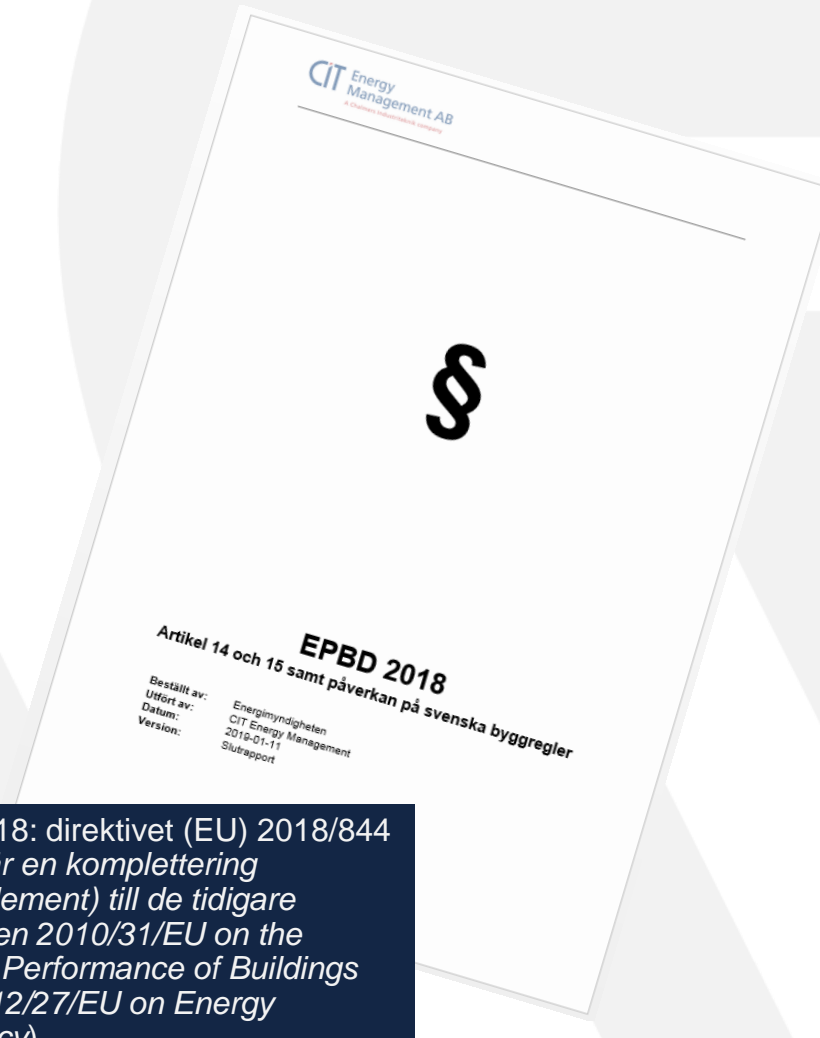 CIT Energy
Management AB
A Chalmers Industriteknik company
§
EPBD 2018
Artikel 14 och 15 samt påverkan på svenska byggregler
Beställt av: Energimyndigheten
Utfört av: CIT Energy Management
Datum: 2019-01-11
Version: Slutrapport
18: direktivet (EU) 2018/844
r en komplettering
lement) till de tidigare
en 2010/31/EU on the
Performance of Buildings
12/27/EU on Energy
cy)